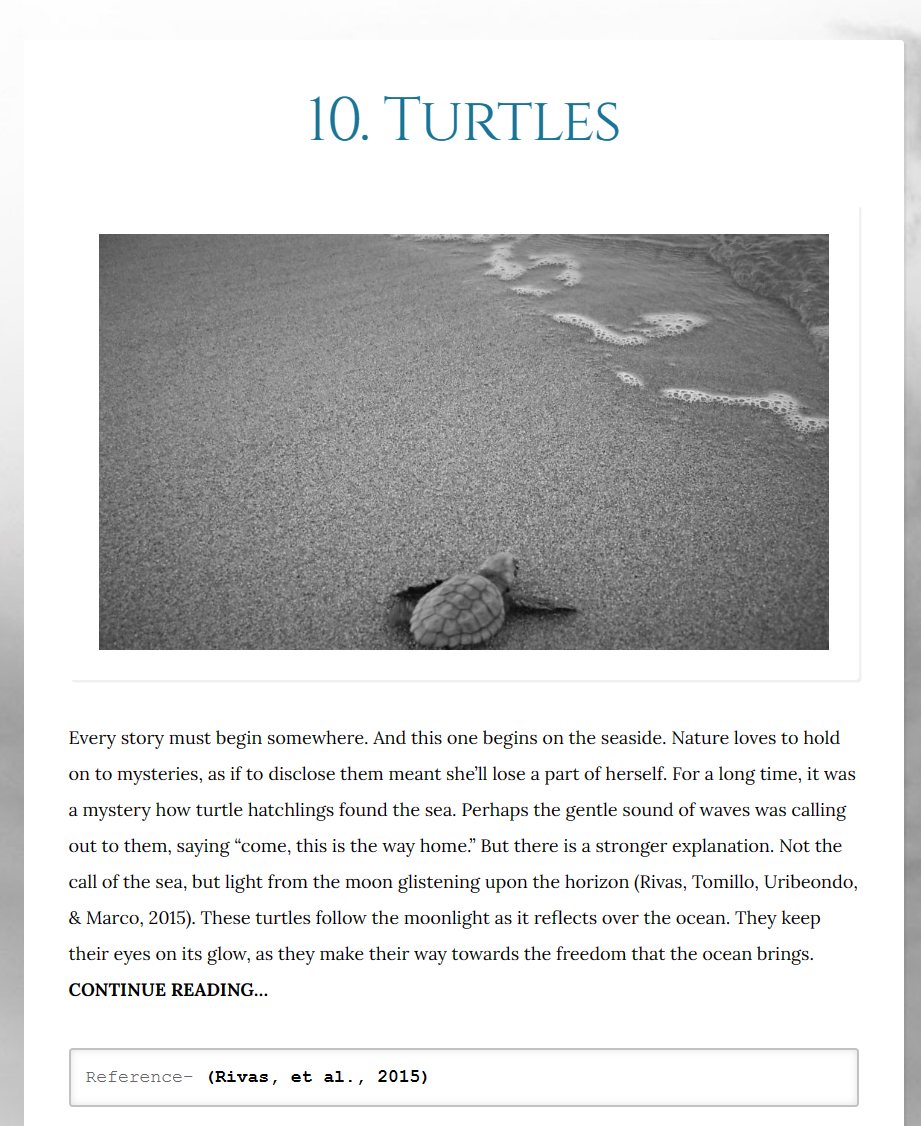 10. Turtles
Every story must begin somewhere. And this one begins on the seaside. Nature loves to hold
on to mysteries, as if to disclose them meant she’ll lose a part of herself. For a long time, it was
a mystery how turtle hatchlings found the sea. Perhaps the gentle sound of waves was calling
out to them, saying “come, this is the way home.” But there is a stronger explanation. Not the
call of the sea, but light from the moon glistening upon the horizon (Rivas, Tomillo, Uribeondo,
& Marco, 2015). These turtles follow the moonlight as it reflects over the ocean. They keep
their eyes on its glow, as they make their way towards the freedom that the ocean brings.
CONTINUE READING...
Reference- (Rivas, et al., 2015)